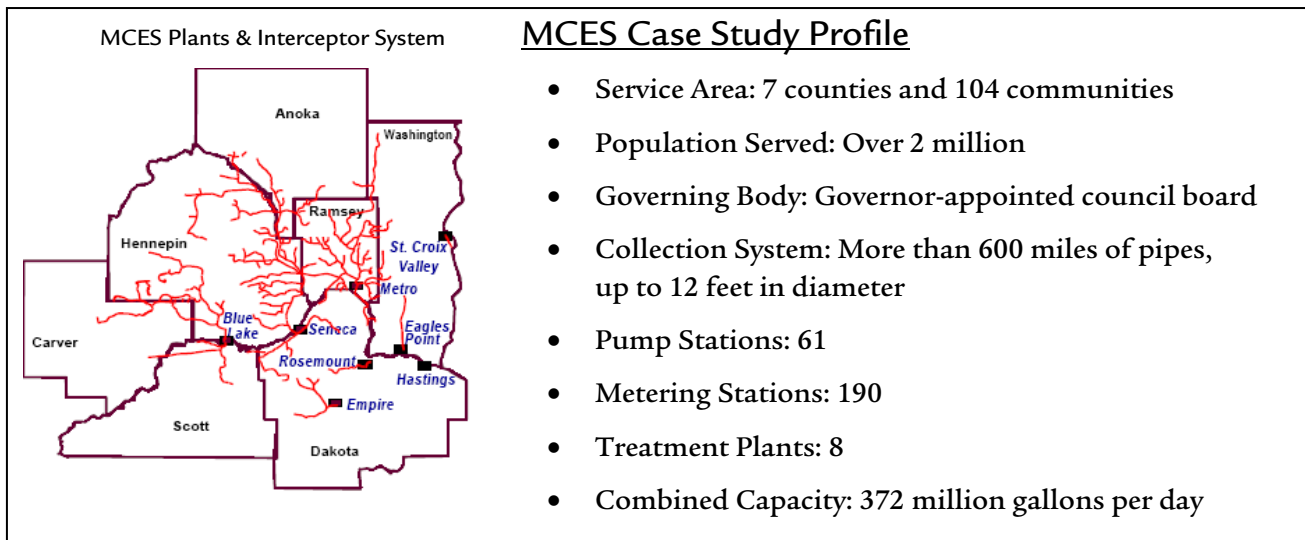 MCES Plants & Interceptor System
Anoka
Washington
Ramsey
Hennepin
St. Croix
Valley
Metro
Blue
Lake
Seneca
Eagles
Point
Carver
Rosemount
Hastings
Empire
Scott
Dakota
MCES Case Study Profile
• Service Area: 7 counties and 104 communities
• Population Served: Over 2 million
• Governing Body: Governor-appointed council board
• Collection System: More than 600 miles of pipes,
up to 12 feet in diameter
• Pump Stations: 61
• Metering Stations: 190
• Treatment Plants: 8
• Combined Capacity: 372 million gallons per day